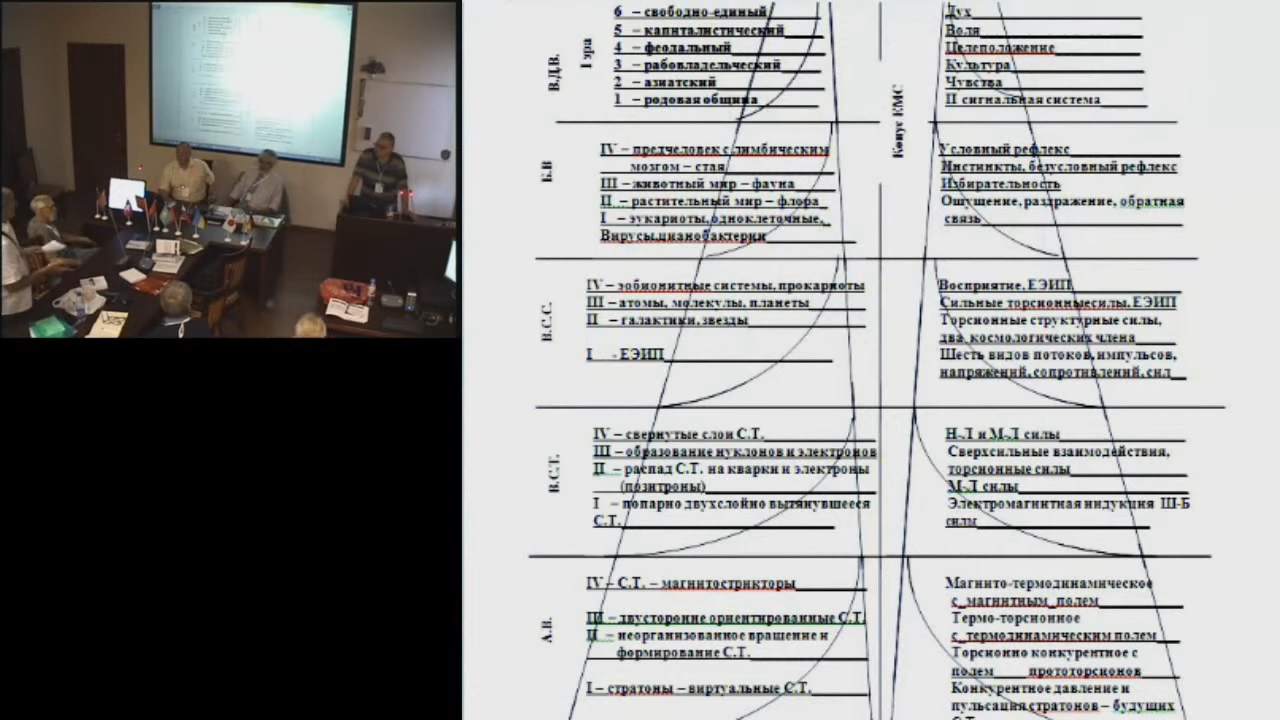 6 – свободно-единый
5 – капиталистический
4 – феодальный
3 – рабовладельческий
2 – азиатский
1 – родовая община
В.Д.В.
Дух
Воля
Целеположение
Культура
Чувства
II сигнальная система
Конус ЕМС
Б.В
IV – предчеловек с лимбическим
мозгом – стая
III – животный мир – фауна
II – растительный мир – флора
I – эукариоты, одноклеточные,
Вирусы,цианобактерии
Условный рефлекс
Инстинкты, безусловный рефлекс
Избирательность
Ощущение, раздражение, обратная
связь
В.С.С.
IV – эобионитные системы, прокариоты
III – атомы, молекулы, планеты
II – галактики, звезды
I - ЕЭИП
Восприятие, ЕЭИП
Сильные торсионныесилы, ЕЭИП
Торсионные структурные силы,
два космологических члена
Шесть видов потоков, импульсов,
напряжений, сопротивлений, сил
В.С.Т.
IV – свернутые слои С.Т.
III – образование нуклонов и электронов
II – распад С.Т. на кварки и электроны
(позитроны)
I – попарно двухслойно вытянувшееся
С.Т.
Н-Л и М-Л силы
Сверхсильные взаимодействия,
торсионные силы
М-Л силы
Электромагнитная индукция Ш-Б
силы
А.В.
IV – С.Т. – магнитострикторы
III – двусторонне ориентированные С.Т.
II – неорганизованное вращение и
формирование С.Т.
I – стратоны – виртуальные С.Т.
Магнито-термодинамическое
с магнитным полем
Термо-торсионное
с термодинамическим полем
Торсионно конкурентное с
полем прототорсионов
Конкурентное давление и
пульсация стратонов – будущих